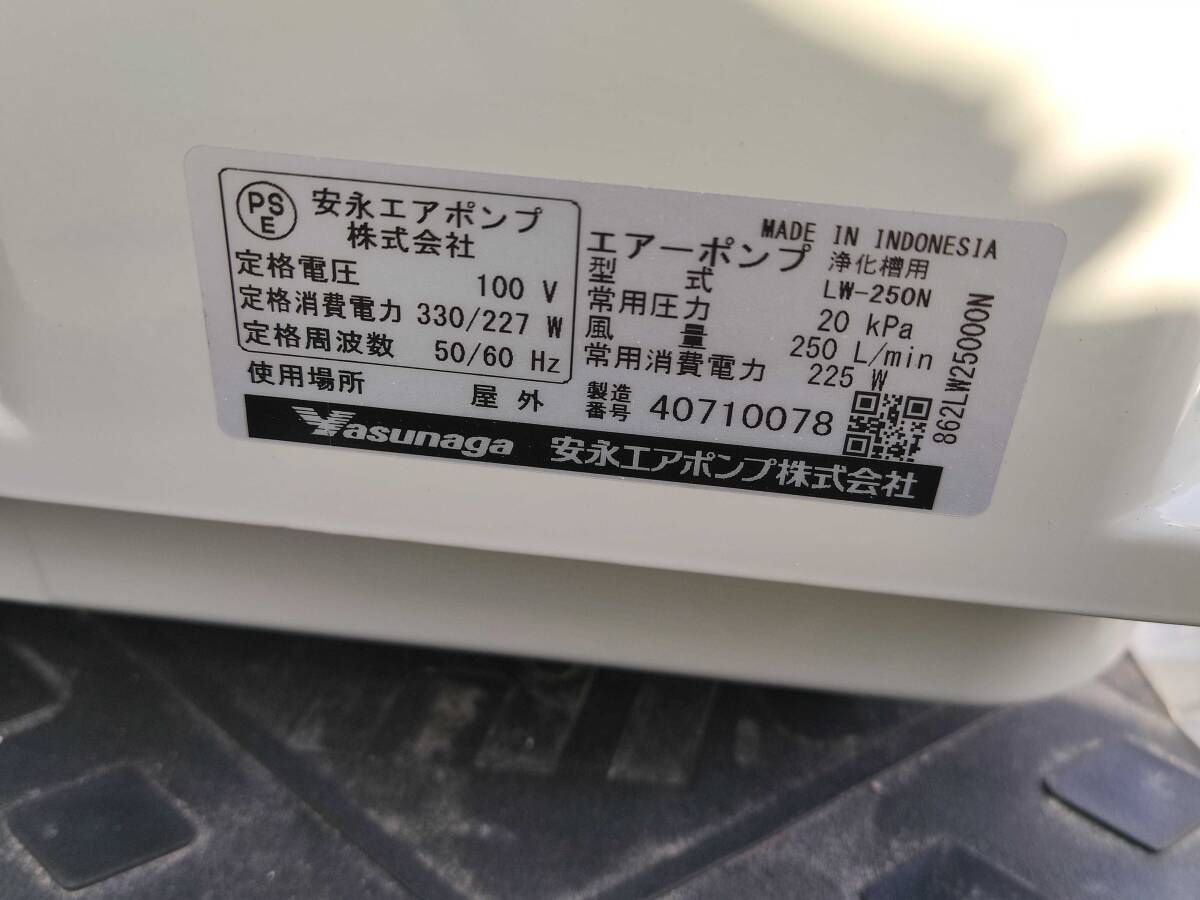 PS
E
安永エアポンプ
株式会社
定格電圧 100 V
定格消費電力 330/227 W
定格周波数 50/60 Hz
使用場所 屋外
MADE IN INDONESIA
エアーポンプ 浄化槽用
型式 LW-250N
常用圧力 20 kPa
風量 250 L/min
常用消費電力 225 W
製造番号 40710078
862LW25000N
Yasunaga 安永エアポンプ株式会社